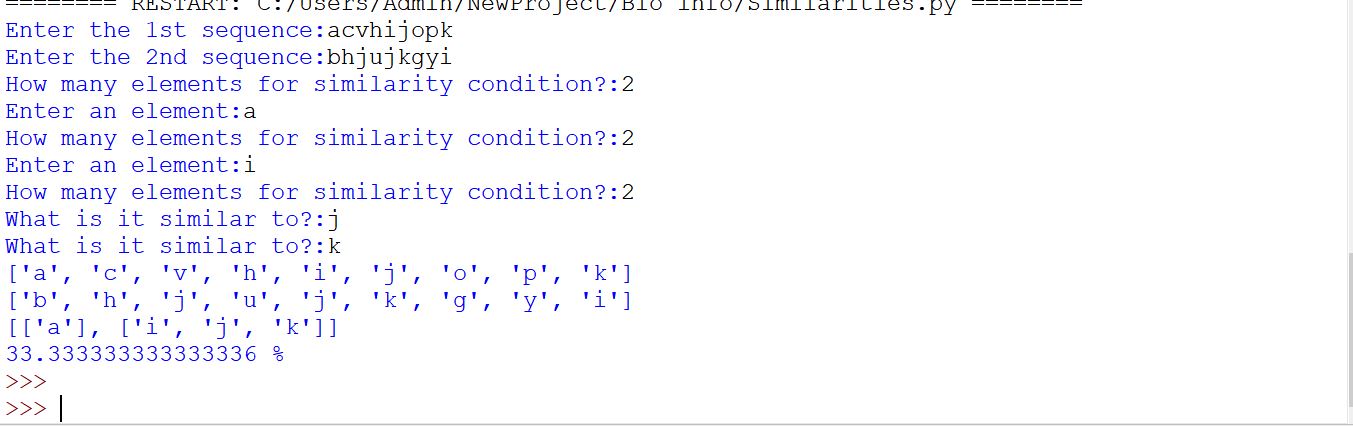 ======== RESTART: C:/Users/Admin/NewProject/Bio Info/Similarities.py ========
Enter the 1st sequence:acvhijopk
Enter the 2nd sequence:bhjujkgyi
How many elements for similarity condition?:2
Enter an element:a
How many elements for similarity condition?:2
Enter an element:i
How many elements for similarity condition?:2
What is it similar to?:j
What is it similar to?:k
['a', 'c', 'v', 'h', 'i', 'j', 'o', 'p', 'k']
['b', 'h', 'j', 'u', 'j', 'k', 'g', 'y', 'i']
[['a'], ['i', 'j', 'k']]
33.333333333333336 %
>>>
>>>